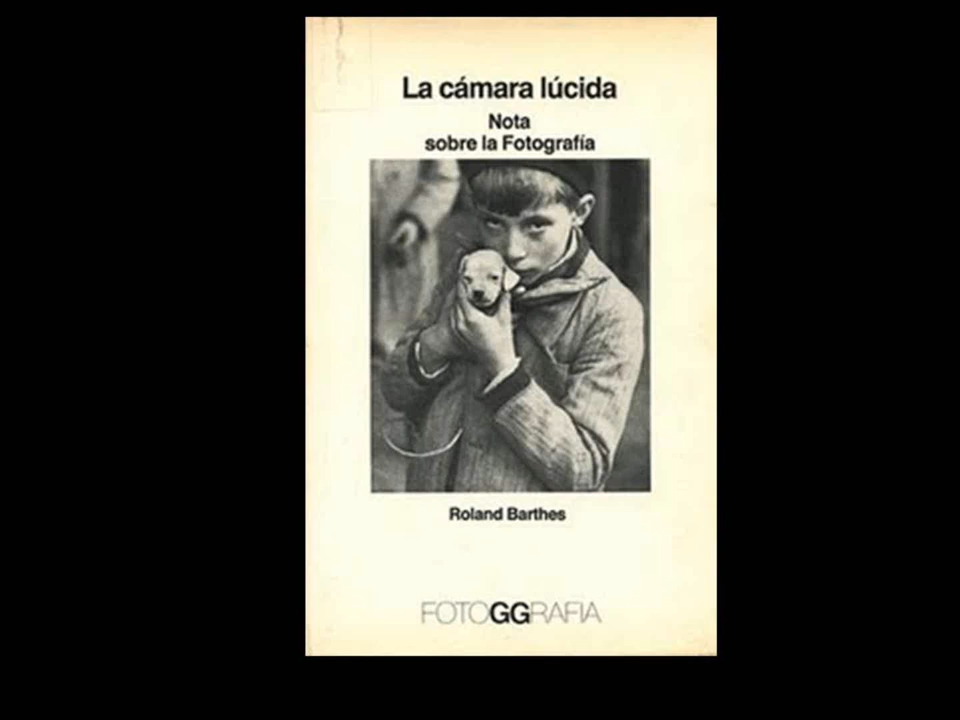 La cámara lúcida
Nota
sobre la Fotografía
Roland Barthes
FOTOGGRAFIA